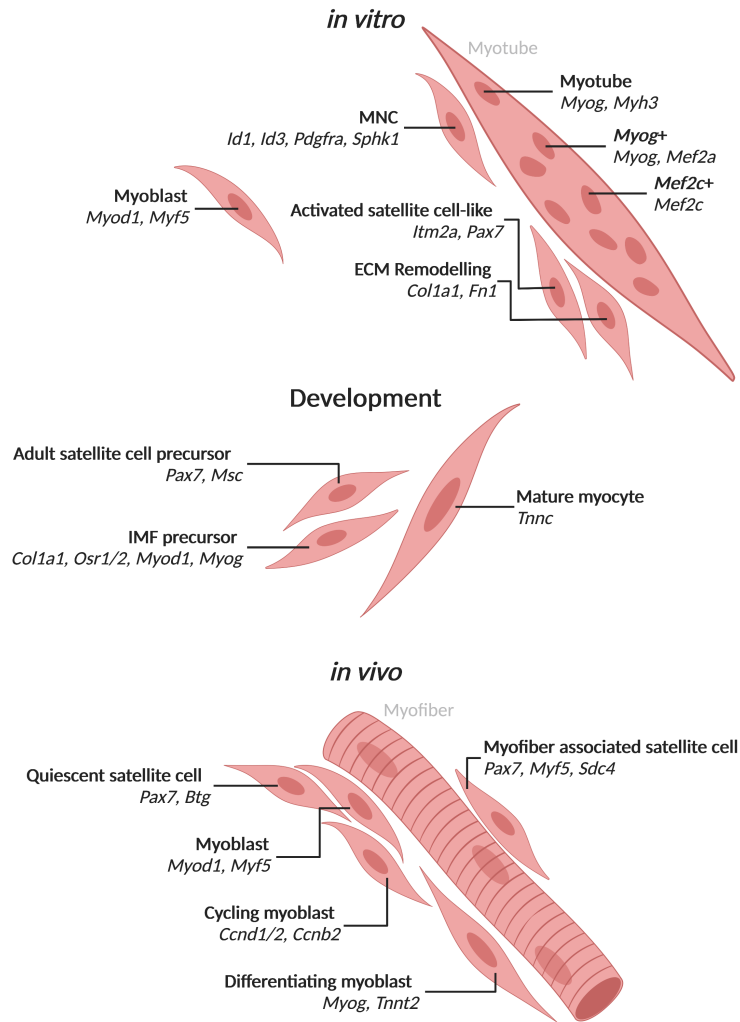 in vitro
Myotube
Myotube
Myog, Myh3
MNC
Id1, Id3, Pdgfra, Sphk1
Myog+
Myog, Mef2a
Mef2c+
Mef2c
Myoblast
Myod1, Myf5
Activated satellite cell-like
Itm2a, Pax7
ECM Remodelling
Col1a1, Fn1
Development
Adult satellite cell precursor
Pax7, Msc
Mature myocyte
Tnnc
IMF precursor
Col1a1, Osr1/2, Myod1, Myog
in vivo
Myofiber
Myofiber associated satellite cell
Pax7, Myf5, Sdc4
Quiescent satellite cell
Pax7, Btg
Myoblast
Myod1, Myf5
Cycling myoblast
Ccnd1/2, Ccnb2
Differentiating myoblast
Myog, Tnnt2